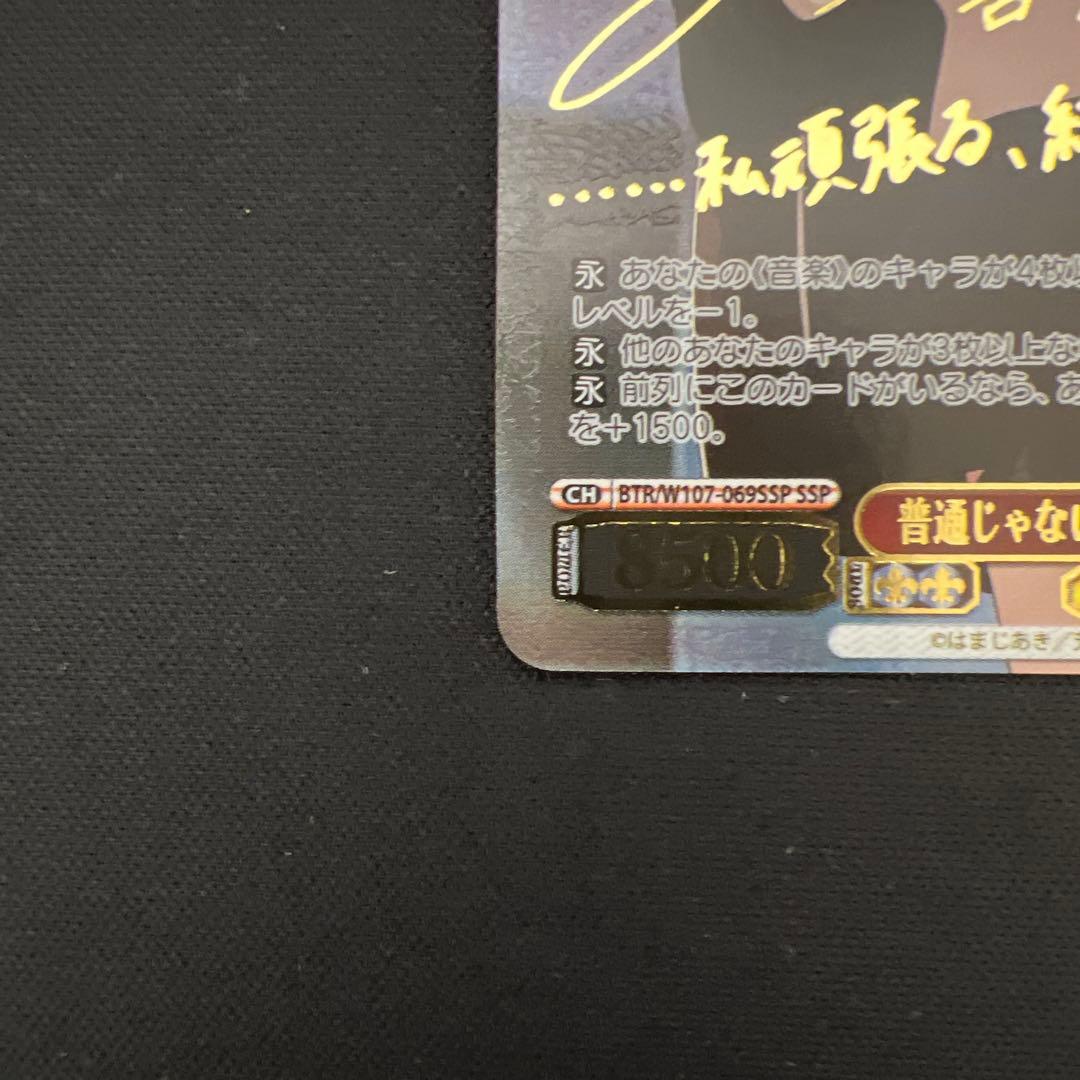 ……私頑張る、
永 あなたの《音楽》のキャラが4枚
レベルを－1。
永 他のあなたのキャラが3枚以上な
永 前列にこのカードがいるなら、あ
を＋1500。
CH BTR/W107-069SSP SSP
普通じゃない
8500
©はまじあき／